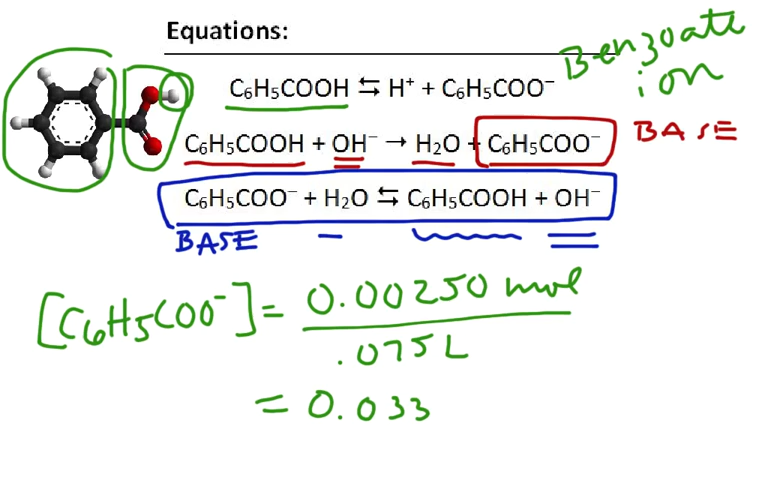 Equations:
Benzoate
ion
C₆H₅COOH ⇆ H⁺ + C₆H₅COO⁻
C₆H₅COOH + OH⁻ → H₂O + C₆H₅COO⁻ BASE
C₆H₅COO⁻ + H₂O ⇆ C₆H₅COOH + OH⁻
BASE
[C₆H₅COO⁻] = 0.00250 mol
.075 L
= 0.033